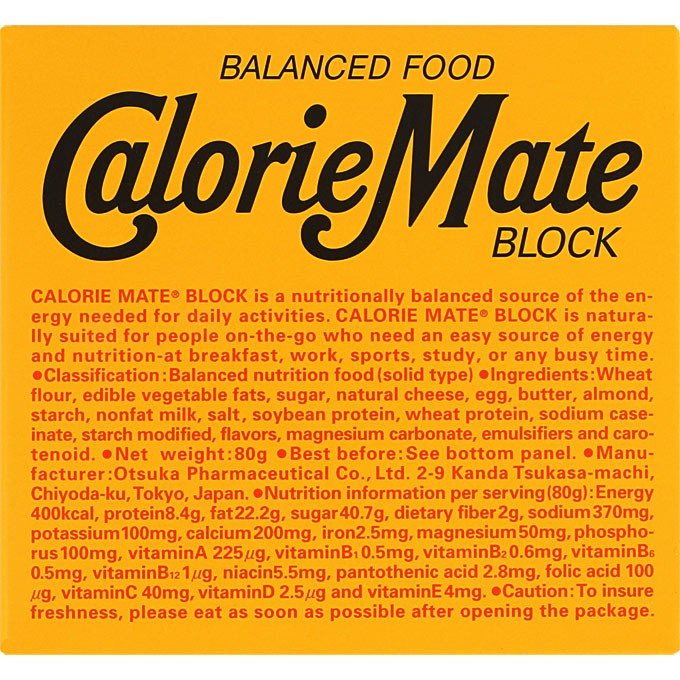 BALANCED FOOD
CalorieMate
BLOCK
CALORIE MATE® BLOCK is a nutritionally balanced source of the en-
ergy needed for daily activities. CALORIE MATE® BLOCK is natura-
lly suited for people on-the-go who need an easy source of energy
and nutrition-at breakfast, work, sports, study, or any busy time.
●Classification:Balanced nutrition food(solid type) ●Ingredients:Wheat
flour, edible vegetable fats, sugar, natural cheese, egg, butter, almond,
starch, nonfat milk, salt, soybean protein, wheat protein, sodium case-
inate, starch modified, flavors, magnesium carbonate, emulsifiers and caro-
tenoid. ●Net weight:80g ●Best before:See bottom panel. ●Manu-
facturer:Otsuka Pharmaceutical Co., Ltd. 2-9 Kanda Tsukasa-machi,
Chiyoda-ku, Tokyo, Japan. ●Nutrition information per serving(80g):Energy
400kcal, protein8.4g, fat22.2g, sugar40.7g, dietary fiber2g, sodium370mg,
potassium100mg, calcium200mg, iron2.5mg, magnesium50mg, phospho-
rus100mg, vitaminA 225μg, vitaminB₁ 0.5mg, vitaminB₂ 0.6mg, vitaminB₆
0.5mg, vitaminB₁₂ 1μg, niacin5.5mg, pantothenic acid 2.8mg, folic acid 100
μg, vitaminC 40mg, vitaminD 2.5μg and vitaminE4mg. ●Caution:To insure
freshness, please eat as soon as possible after opening the package.